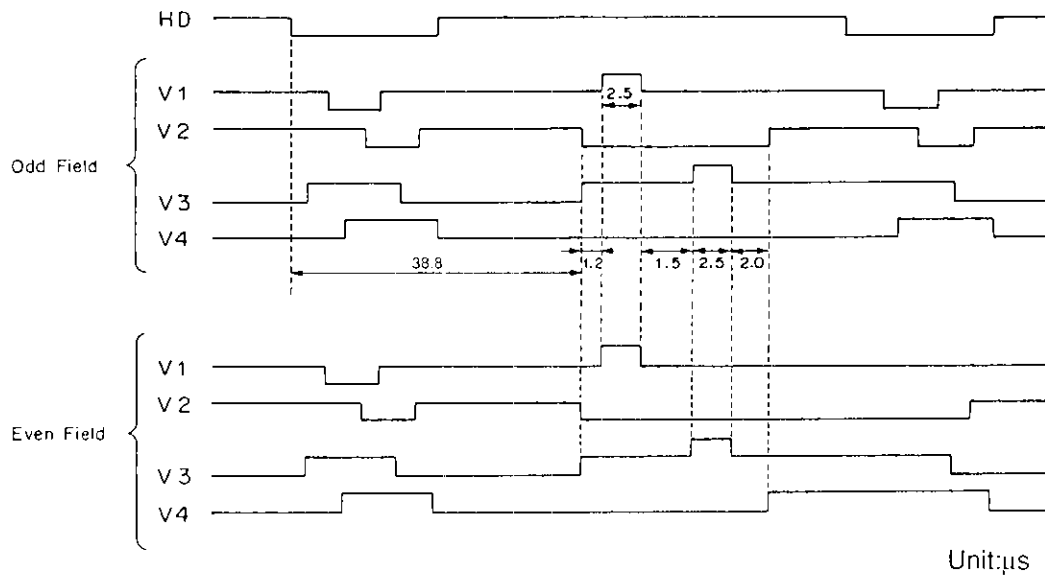 HD
Odd Field
V1
2.5
V2
V3
V4
38.8
1.2
1.5
2.5
2.0
Even Field
V1
V2
V3
V4
Unit:μs